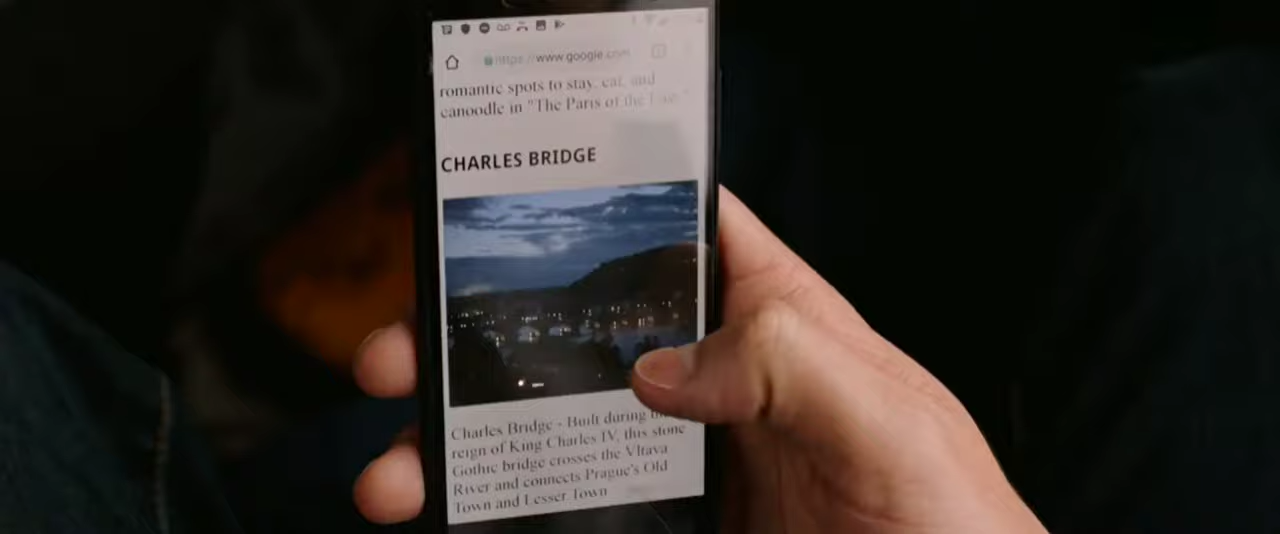 https://www.google.com
romantic spots to stay, eat, and
canoodle in "The Paris of the
CHARLES BRIDGE
Charles Bridge - Built during
reign of King Charles IV, this stone
Gothic bridge crosses the Vltava
River and connects Prague's Old
Town and Lesser Town